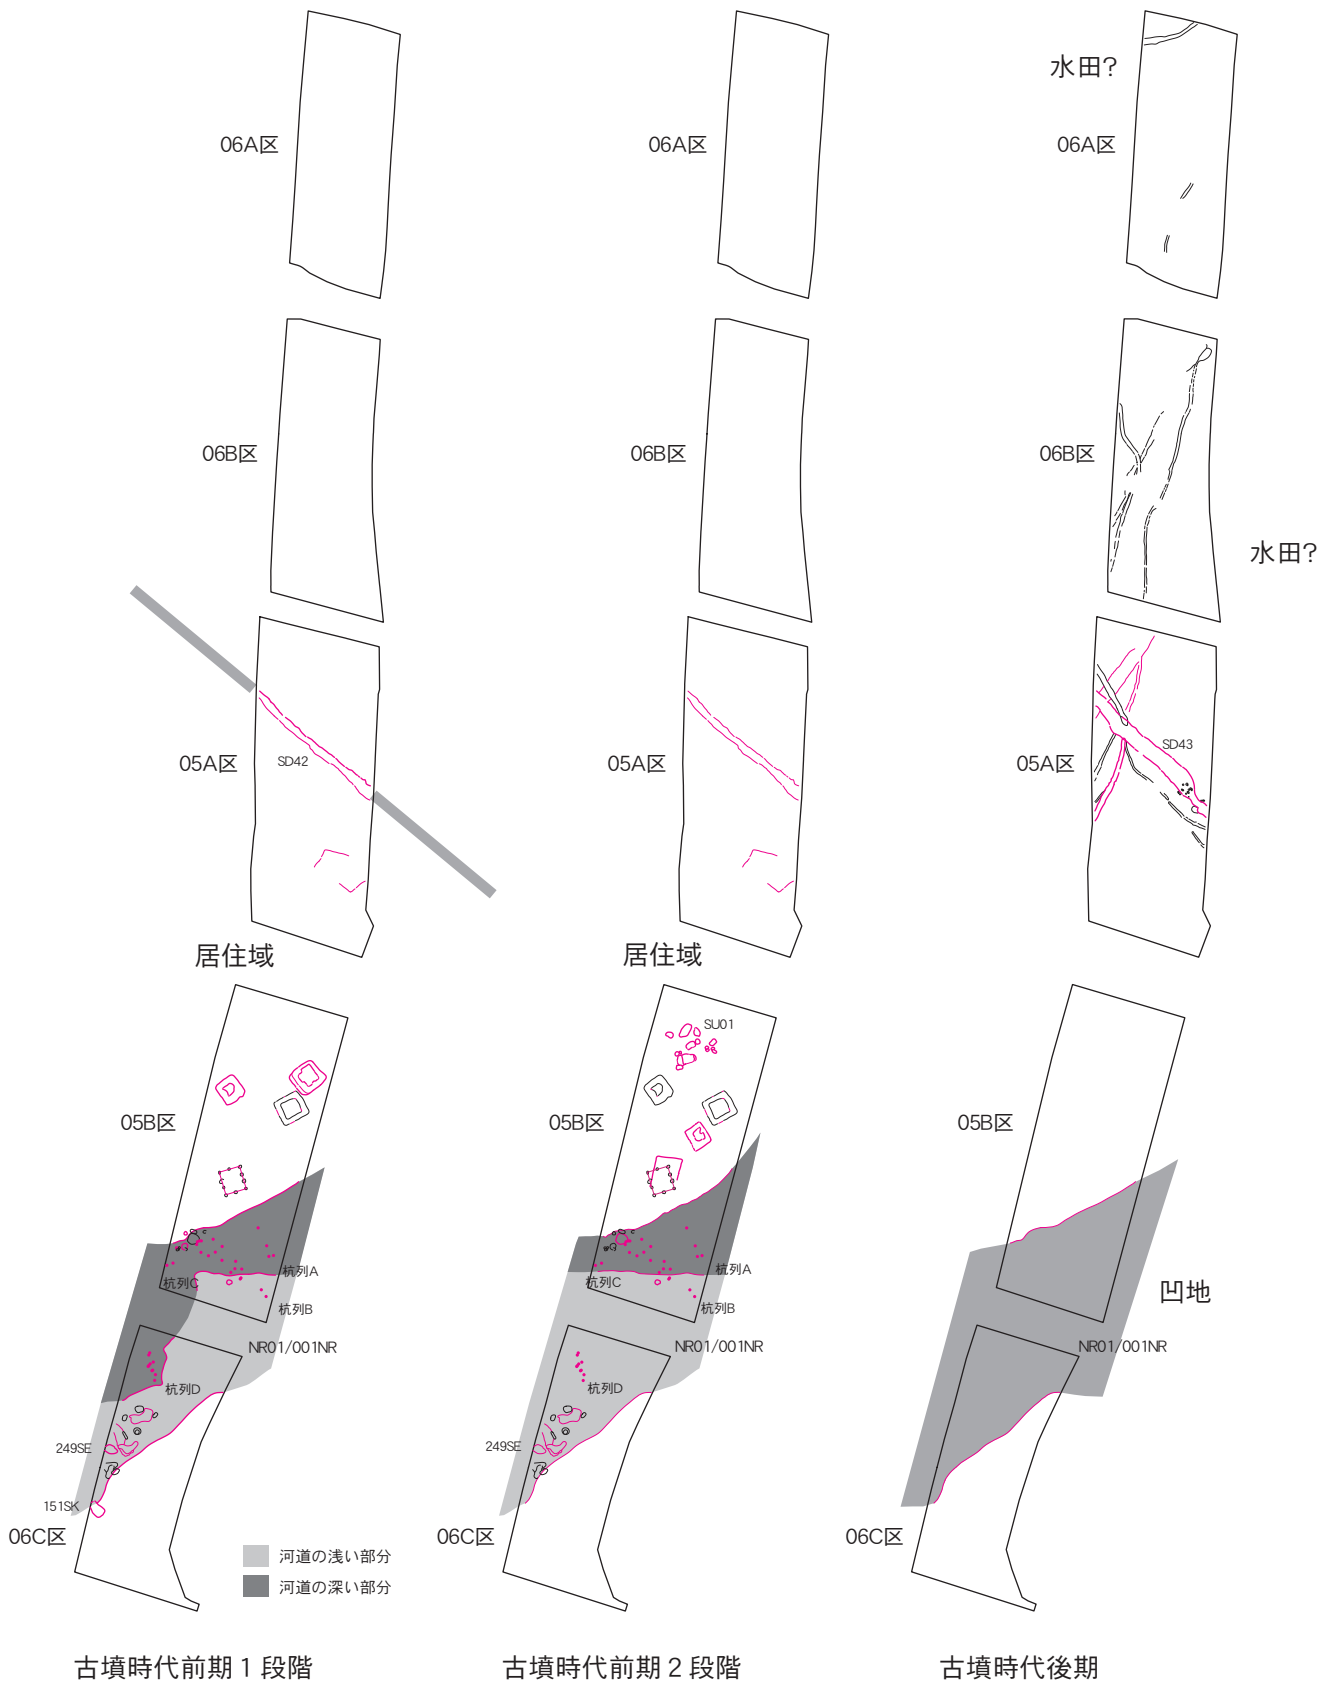 06A区
06B区
05A区
SD42
居住域
05B区
杭列A
杭列C
杭列B
NR01/001NR
杭列D
249SE
151SK
06C区
河道の浅い部分
河道の深い部分
古墳時代前期1段階
06A区
06B区
05A区
居住域
SU01
05B区
杭列A
杭列C
杭列B
NR01/001NR
杭列D
249SE
06C区
古墳時代前期2段階
水田?
06A区
06B区
水田?
SD43
05A区
05B区
凹地
NR01/001NR
06C区
古墳時代後期